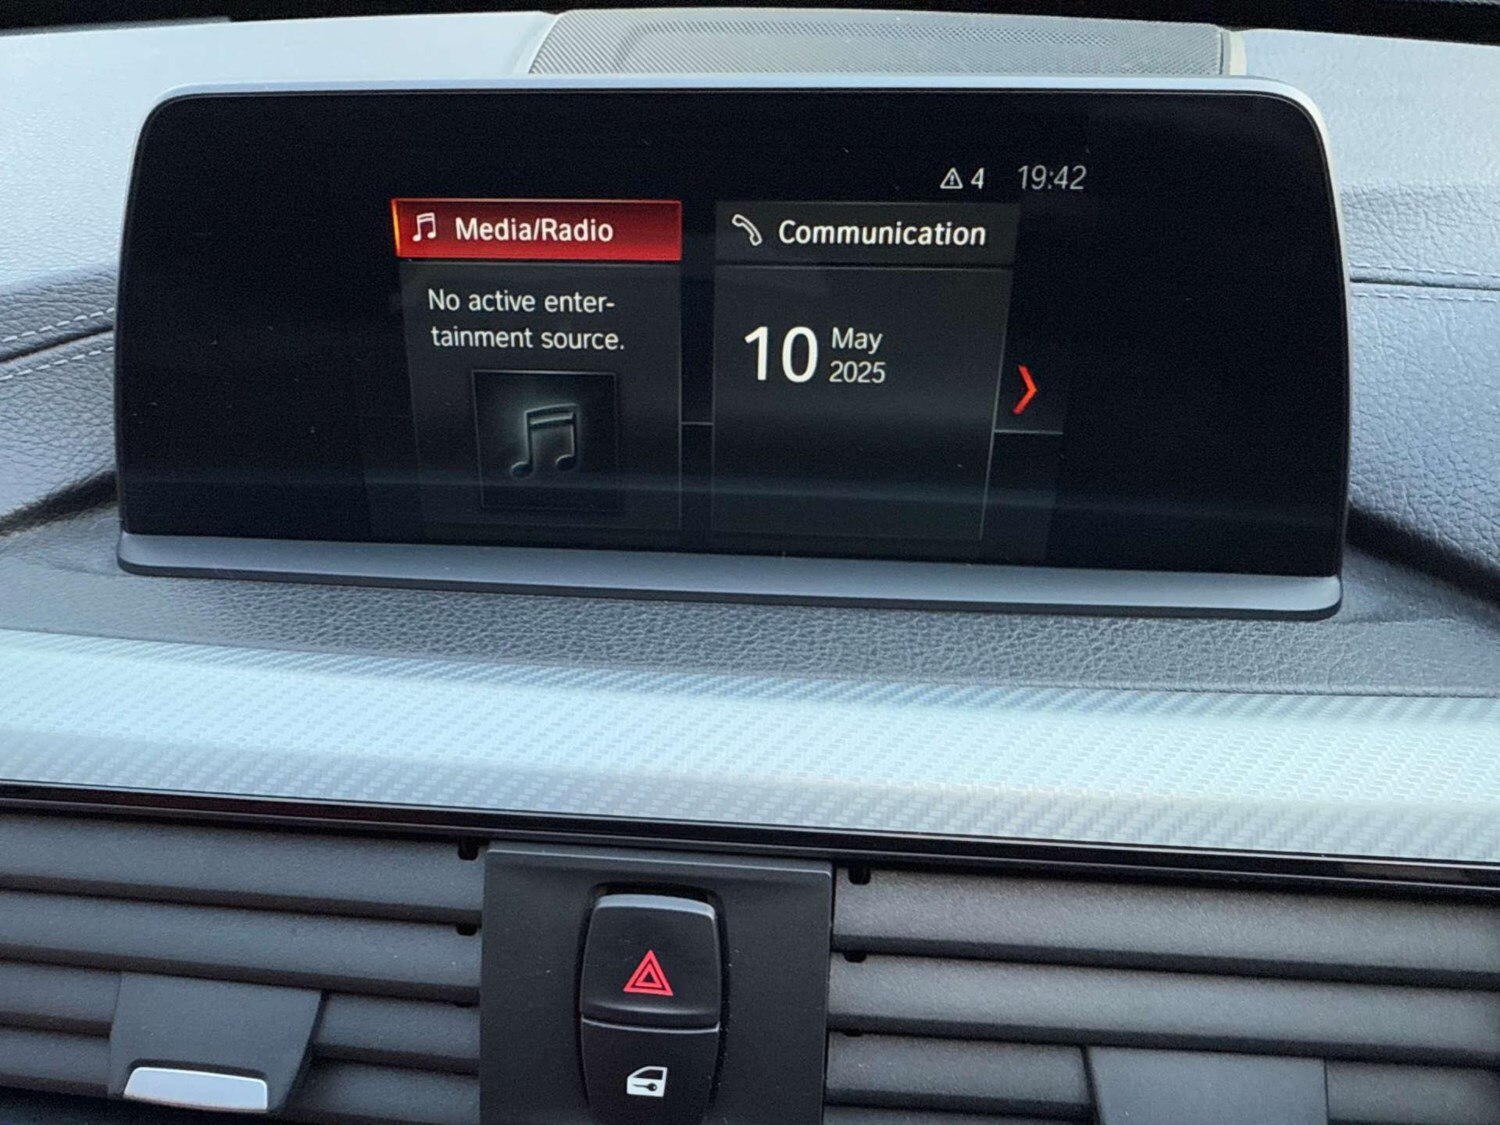 4 19:42
Media/Radio
No active enter-
tainment source.
Communication
10 May
2025